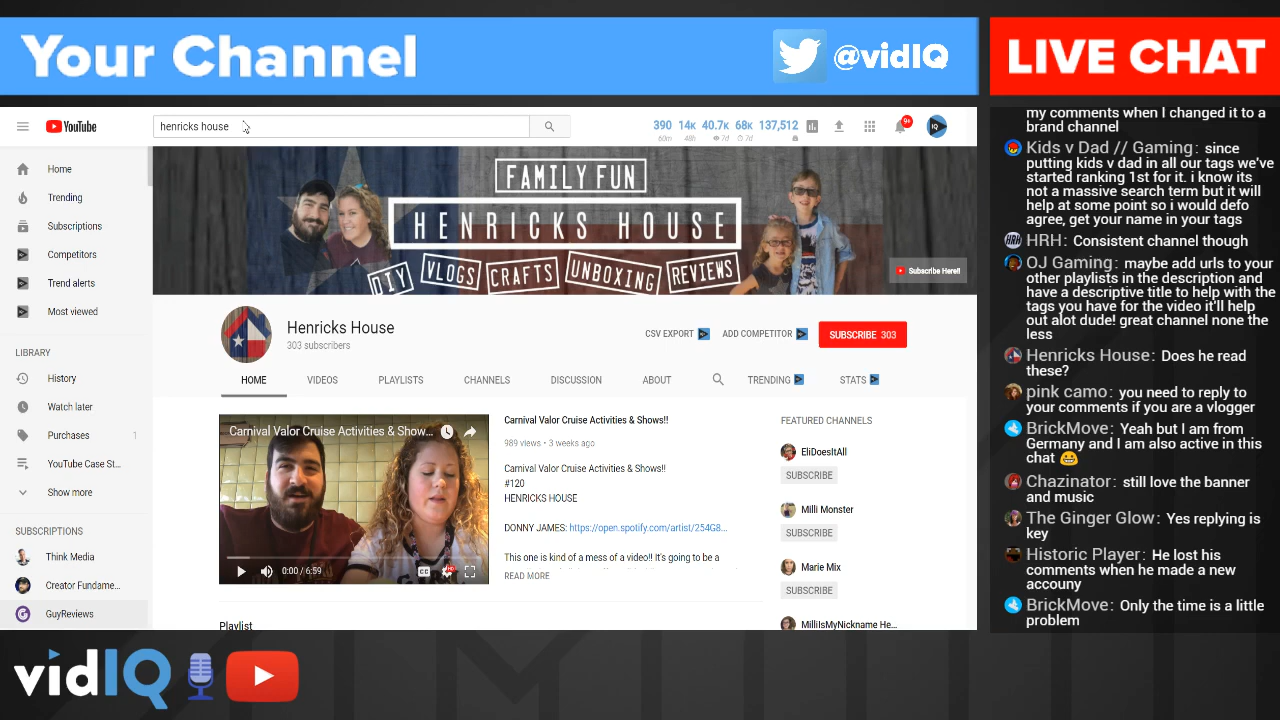 Your Channel
@vidIQ
LIVE CHAT
YouTube
henricks house
390 14k 40.7k 68k 137,512
60m 48h 7d 7d
9+
IQ
Home
Trending
Subscriptions
Competitors
Trend alerts
Most viewed
LIBRARY
History
Watch later
Purchases 1
YouTube Case St...
Show more
SUBSCRIPTIONS
Think Media
Creator Fundame...
GuyReviews
FAMILY FUN
HENRICKS HOUSE
DIY VLOGS CRAFTS UNBOXING REVIEWS
Subscribe Here!!
Henricks House
303 subscribers
CSV EXPORT ADD COMPETITOR SUBSCRIBE 303
HOME VIDEOS PLAYLISTS CHANNELS DISCUSSION ABOUT TRENDING STATS
Carnival Valor Cruise Activities & Show...
0:00 / 6:59
CC HD
Carnival Valor Cruise Activities & Shows!!
989 views • 3 weeks ago
Carnival Valor Cruise Activities & Shows!!
#120
HENRICKS HOUSE
DONNY JAMES: https://open.spotify.com/artist/254G8...
This one is kind of a mess of a video!! It's going to be a
READ MORE
Playlist
FEATURED CHANNELS
EliDoesItAll
SUBSCRIBE
Milli Monster
SUBSCRIBE
Marie Mix
SUBSCRIBE
MilliIsMyNickname He...
my comments when I changed it to a
brand channel
Kids v Dad // Gaming: since
putting kids v dad in all our tags we've
started ranking 1st for it. i know its
not a massive search term but it will
help at some point so i would defo
agree, get your name in your tags
HRH HRH: Consistent channel though
OJ Gaming: maybe add urls to your
other playlists in the description and
have a descriptive title to help with the
tags you have for the video it'll help
out alot dude! great channel none the
less
Henricks House: Does he read
these?
pink camo: you need to reply to
your comments if you are a vlogger
BrickMove: Yeah but I am from
Germany and I am also active in this
chat 😀
Chazinator: still love the banner
and music
The Ginger Glow: Yes replying is
key
Historic Player: He lost his
comments when he made a new
accouny
BrickMove: Only the time is a little
problem
vidIQ